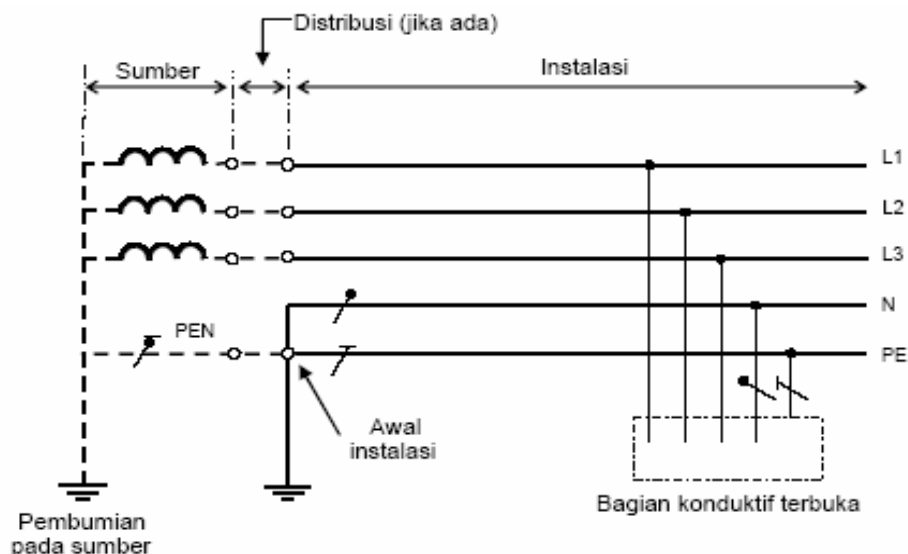 Distribusi (jika ada)
Sumber
Instalasi
L1
L2
L3
N
PEN
PE
Awal
instalasi
Bagian konduktif terbuka
Pembumian
pada sumber